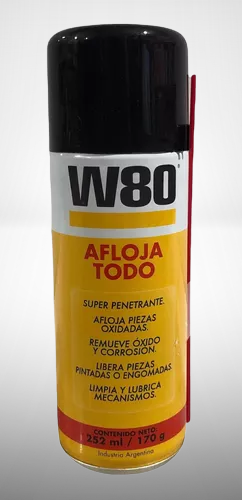 W80
AFLOJA
TODO
SUPER PENETRANTE.
AFLOJA PIEZAS
OXIDADAS.
REMUEVE ÓXIDO
Y CORROSIÓN.
LIBERA PIEZAS
PINTADAS O ENGOMADAS.
LIMPIA Y LUBRICA
MECANISMOS.
CONTENIDO NETO
252 ml / 170 g
Industria Argentina